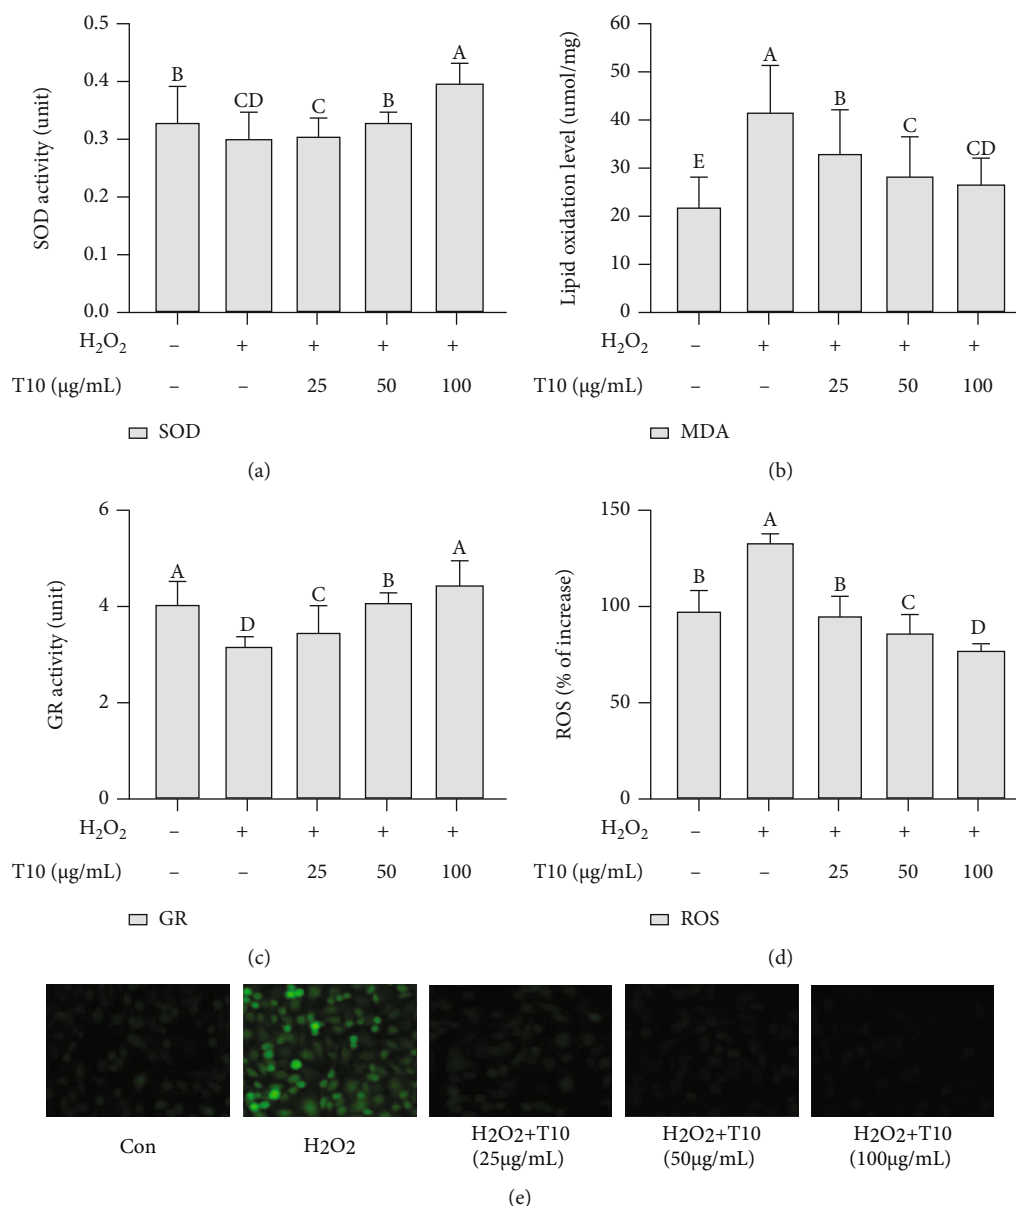 0.5
0.4
0.3
0.2
0.1
0.0
SOD activity (unit)
B
CD
C
B
A
H₂O₂ – + + + +
T10 (µg/mL) – – 25 50 100
SOD
(a)
60
50
40
30
20
10
0
Lipid oxidation level (umol/mg)
E
A
B
C
CD
H₂O₂ – + + + +
T10 (µg/mL) – – 25 50 100
MDA
(b)
6
4
2
0
GR activity (unit)
A
D
C
B
A
H₂O₂ – + + + +
T10 (µg/mL) – – 25 50 100
GR
(c)
150
100
50
0
ROS (% of increase)
B
A
B
C
D
H₂O₂ – + + + +
T10 (µg/mL) – – 25 50 100
ROS
(d)
Con
H2O2
H2O2+T10
(25µg/mL)
H2O2+T10
(50µg/mL)
H2O2+T10
(100µg/mL)
(e)